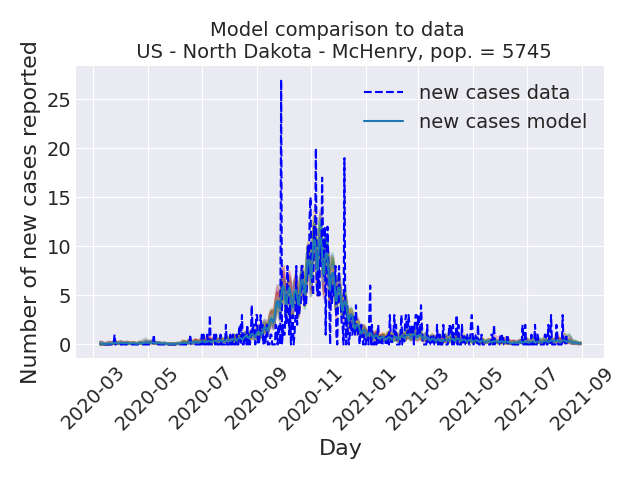 Model comparison to data
US - North Dakota - McHenry, pop. = 5745
Number of new cases reported
25
20
15
10
5
0
new cases data
new cases model
2020-03
2020-05
2020-07
2020-09
2020-11
2021-01
2021-03
2021-05
2021-07
2021-09
Day